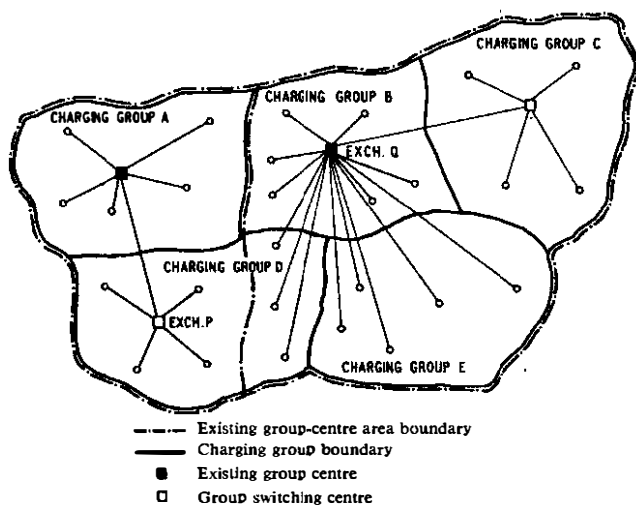 CHARGING GROUP C
CHARGING GROUP B
CHARGING GROUP A
EXCH. Q
CHARGING GROUP D
EXCH. P
CHARGING GROUP E
Existing group-centre area boundary
Charging group boundary
Existing group centre
Group switching centre